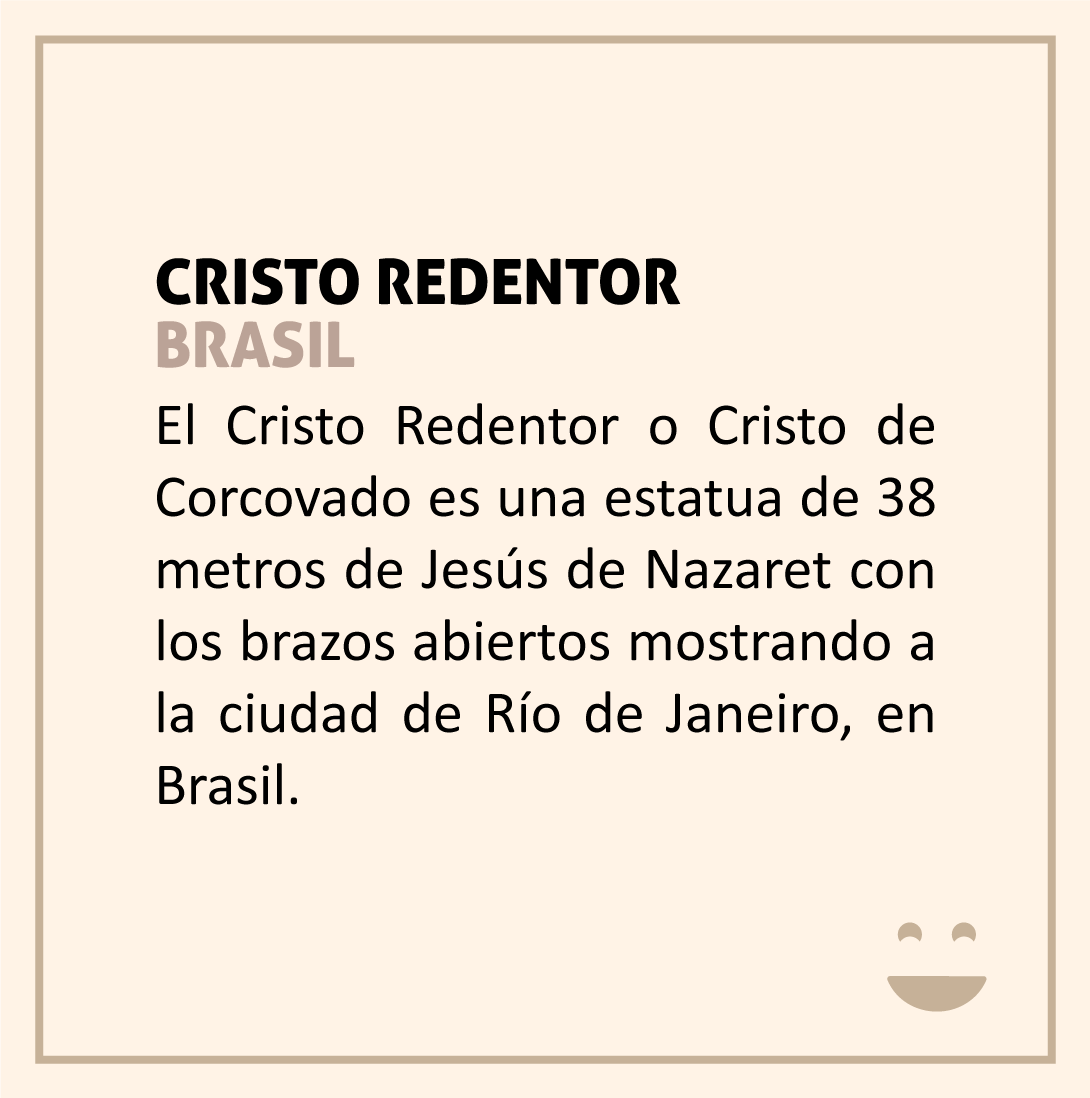 CRISTO REDENTOR
BRASIL
El Cristo Redentor o Cristo de
Corcovado es una estatua de 38
metros de Jesús de Nazaret con
los brazos abiertos mostrando a
la ciudad de Río de Janeiro, en
Brasil.